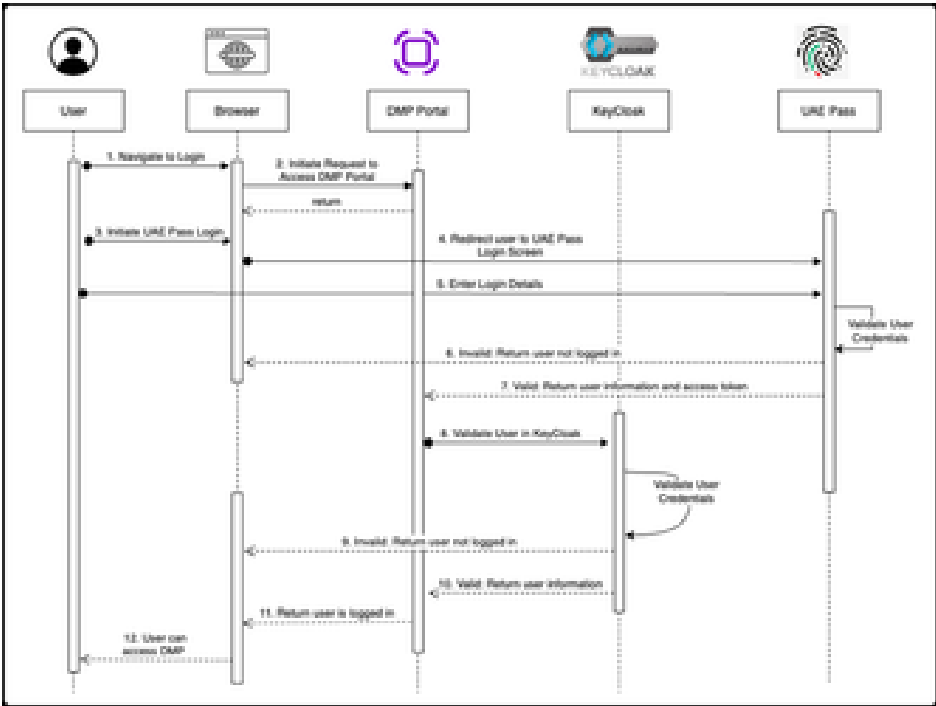 KEYCLOAK
User
Browser
DMP Portal
KeyCloak
UAE Pass
1. Navigate to Login
2. Initiate Request to
Access DMP Portal
return
3. Initiate UAE Pass Login
4. Redirect user to UAE Pass
Login Screen
5. Enter Login Details
Validate User
Credentials
6. Invalid: Return user not logged in
7. Valid: Return user information and access token
8. Validate User in KeyCloak
Validate User
Credentials
9. Invalid: Return user not logged in
10. Valid: Return user information
11. Return user is logged in
12. User can
access DMP